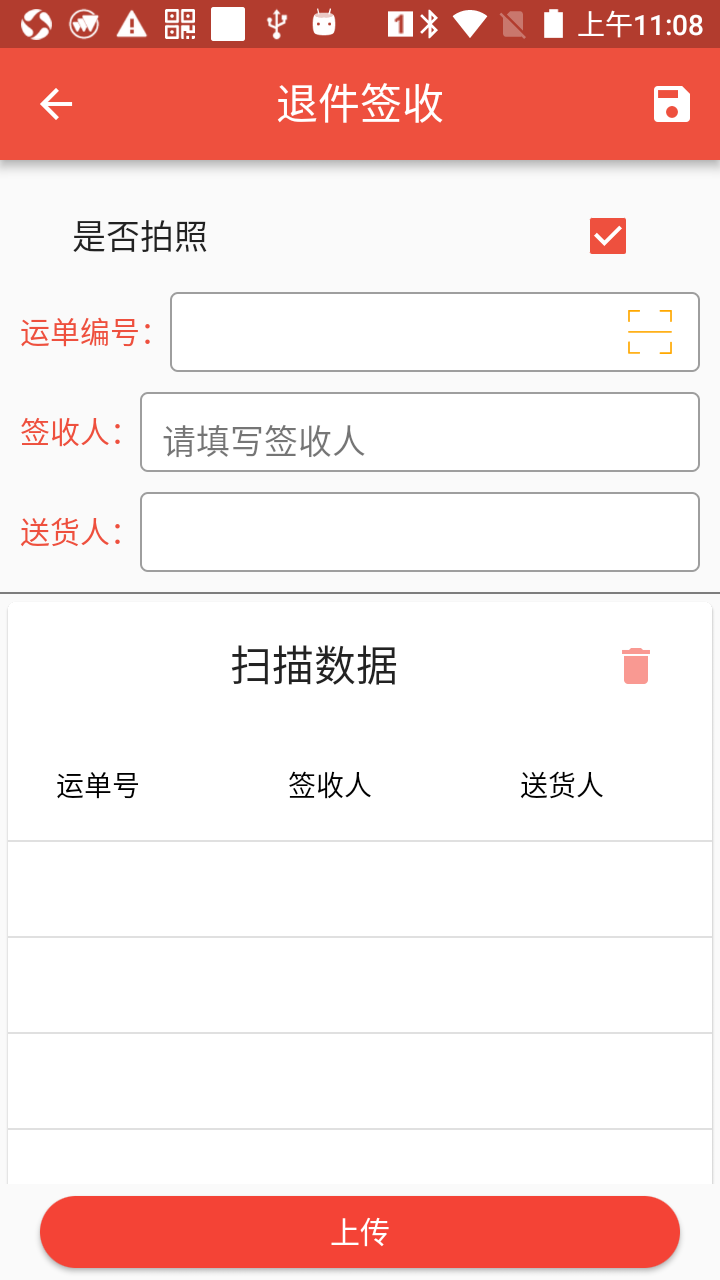 1 上午11:08
退件签收
是否拍照
运单编号：
签收人： 请填写签收人
送货人：
扫描数据
运单号 签收人 送货人
上传